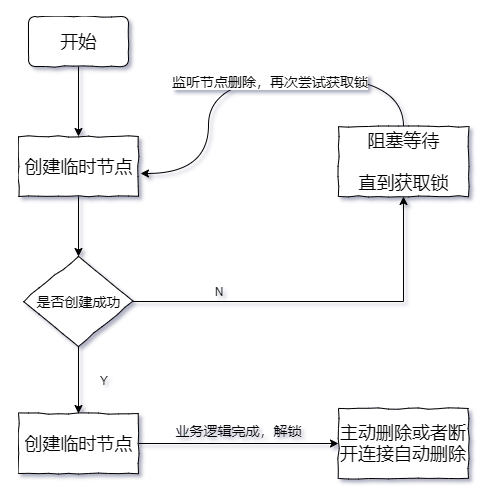 开始
监听节点删除，再次尝试获取锁
阻塞等待
直到获取锁
创建临时节点
是否创建成功
N
Y
创建临时节点
业务逻辑完成，解锁
主动删除或者断
开连接自动删除